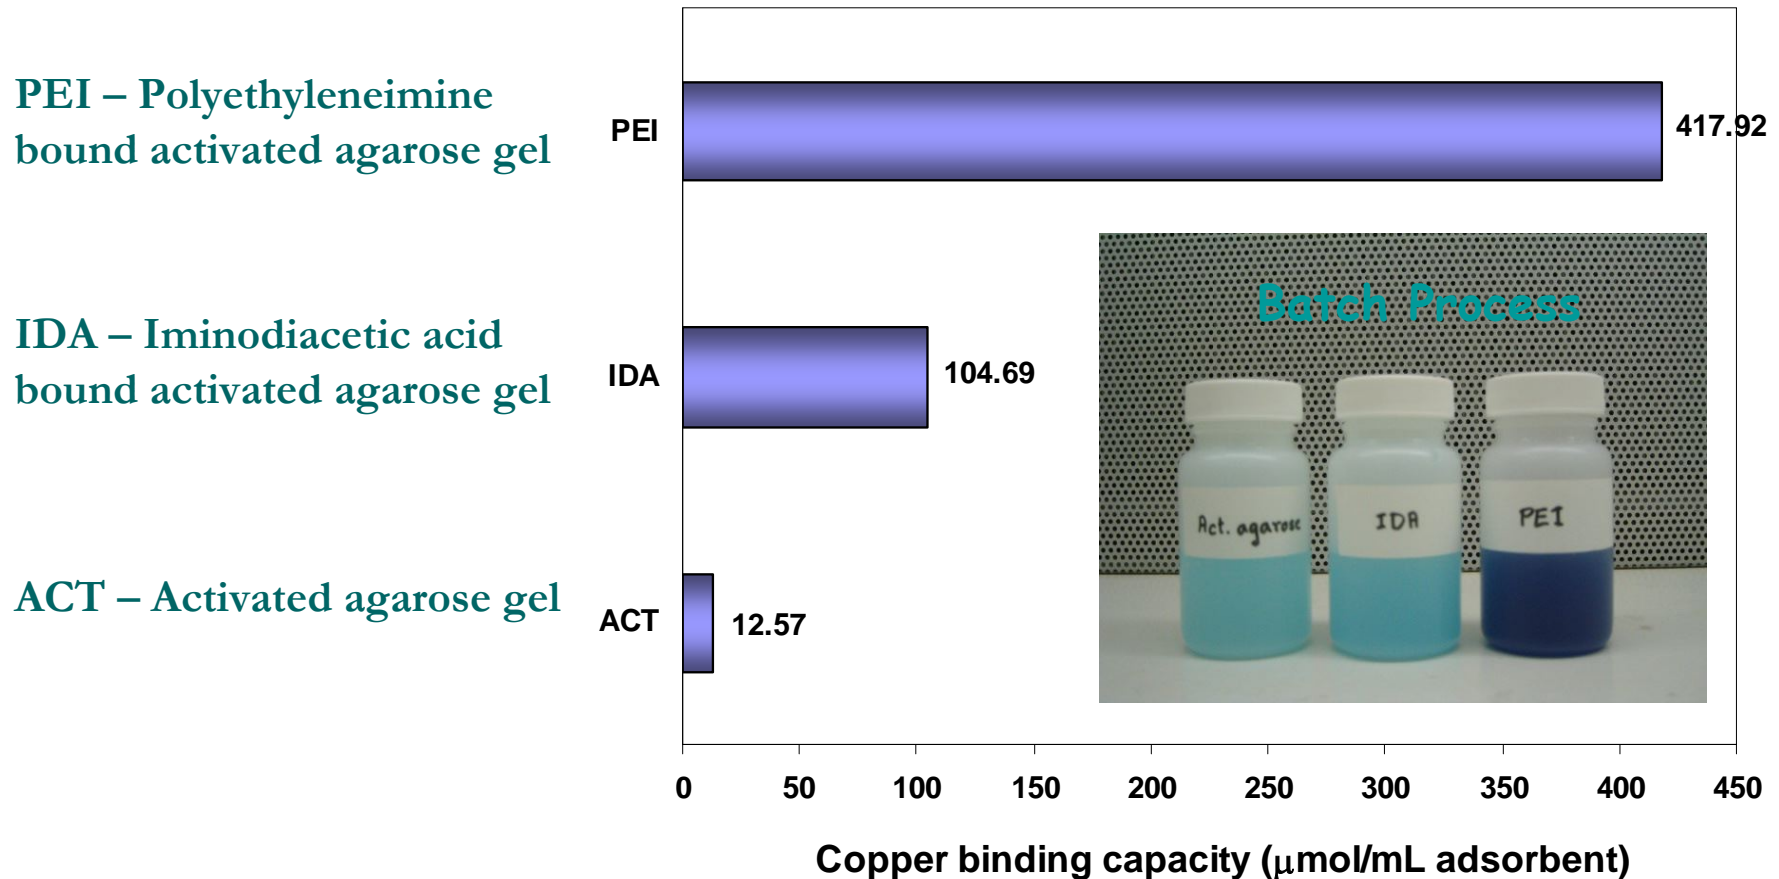 PEI – Polyethyleneimine
bound activated agarose gel
PEI
417.92
Batch Process
IDA – Iminodiacetic acid
bound activated agarose gel
IDA
104.69
Act. agarose
IDA
PEI
ACT – Activated agarose gel
ACT
12.57
0 50 100 150 200 250 300 350 400 450
Copper binding capacity (μmol/mL adsorbent)